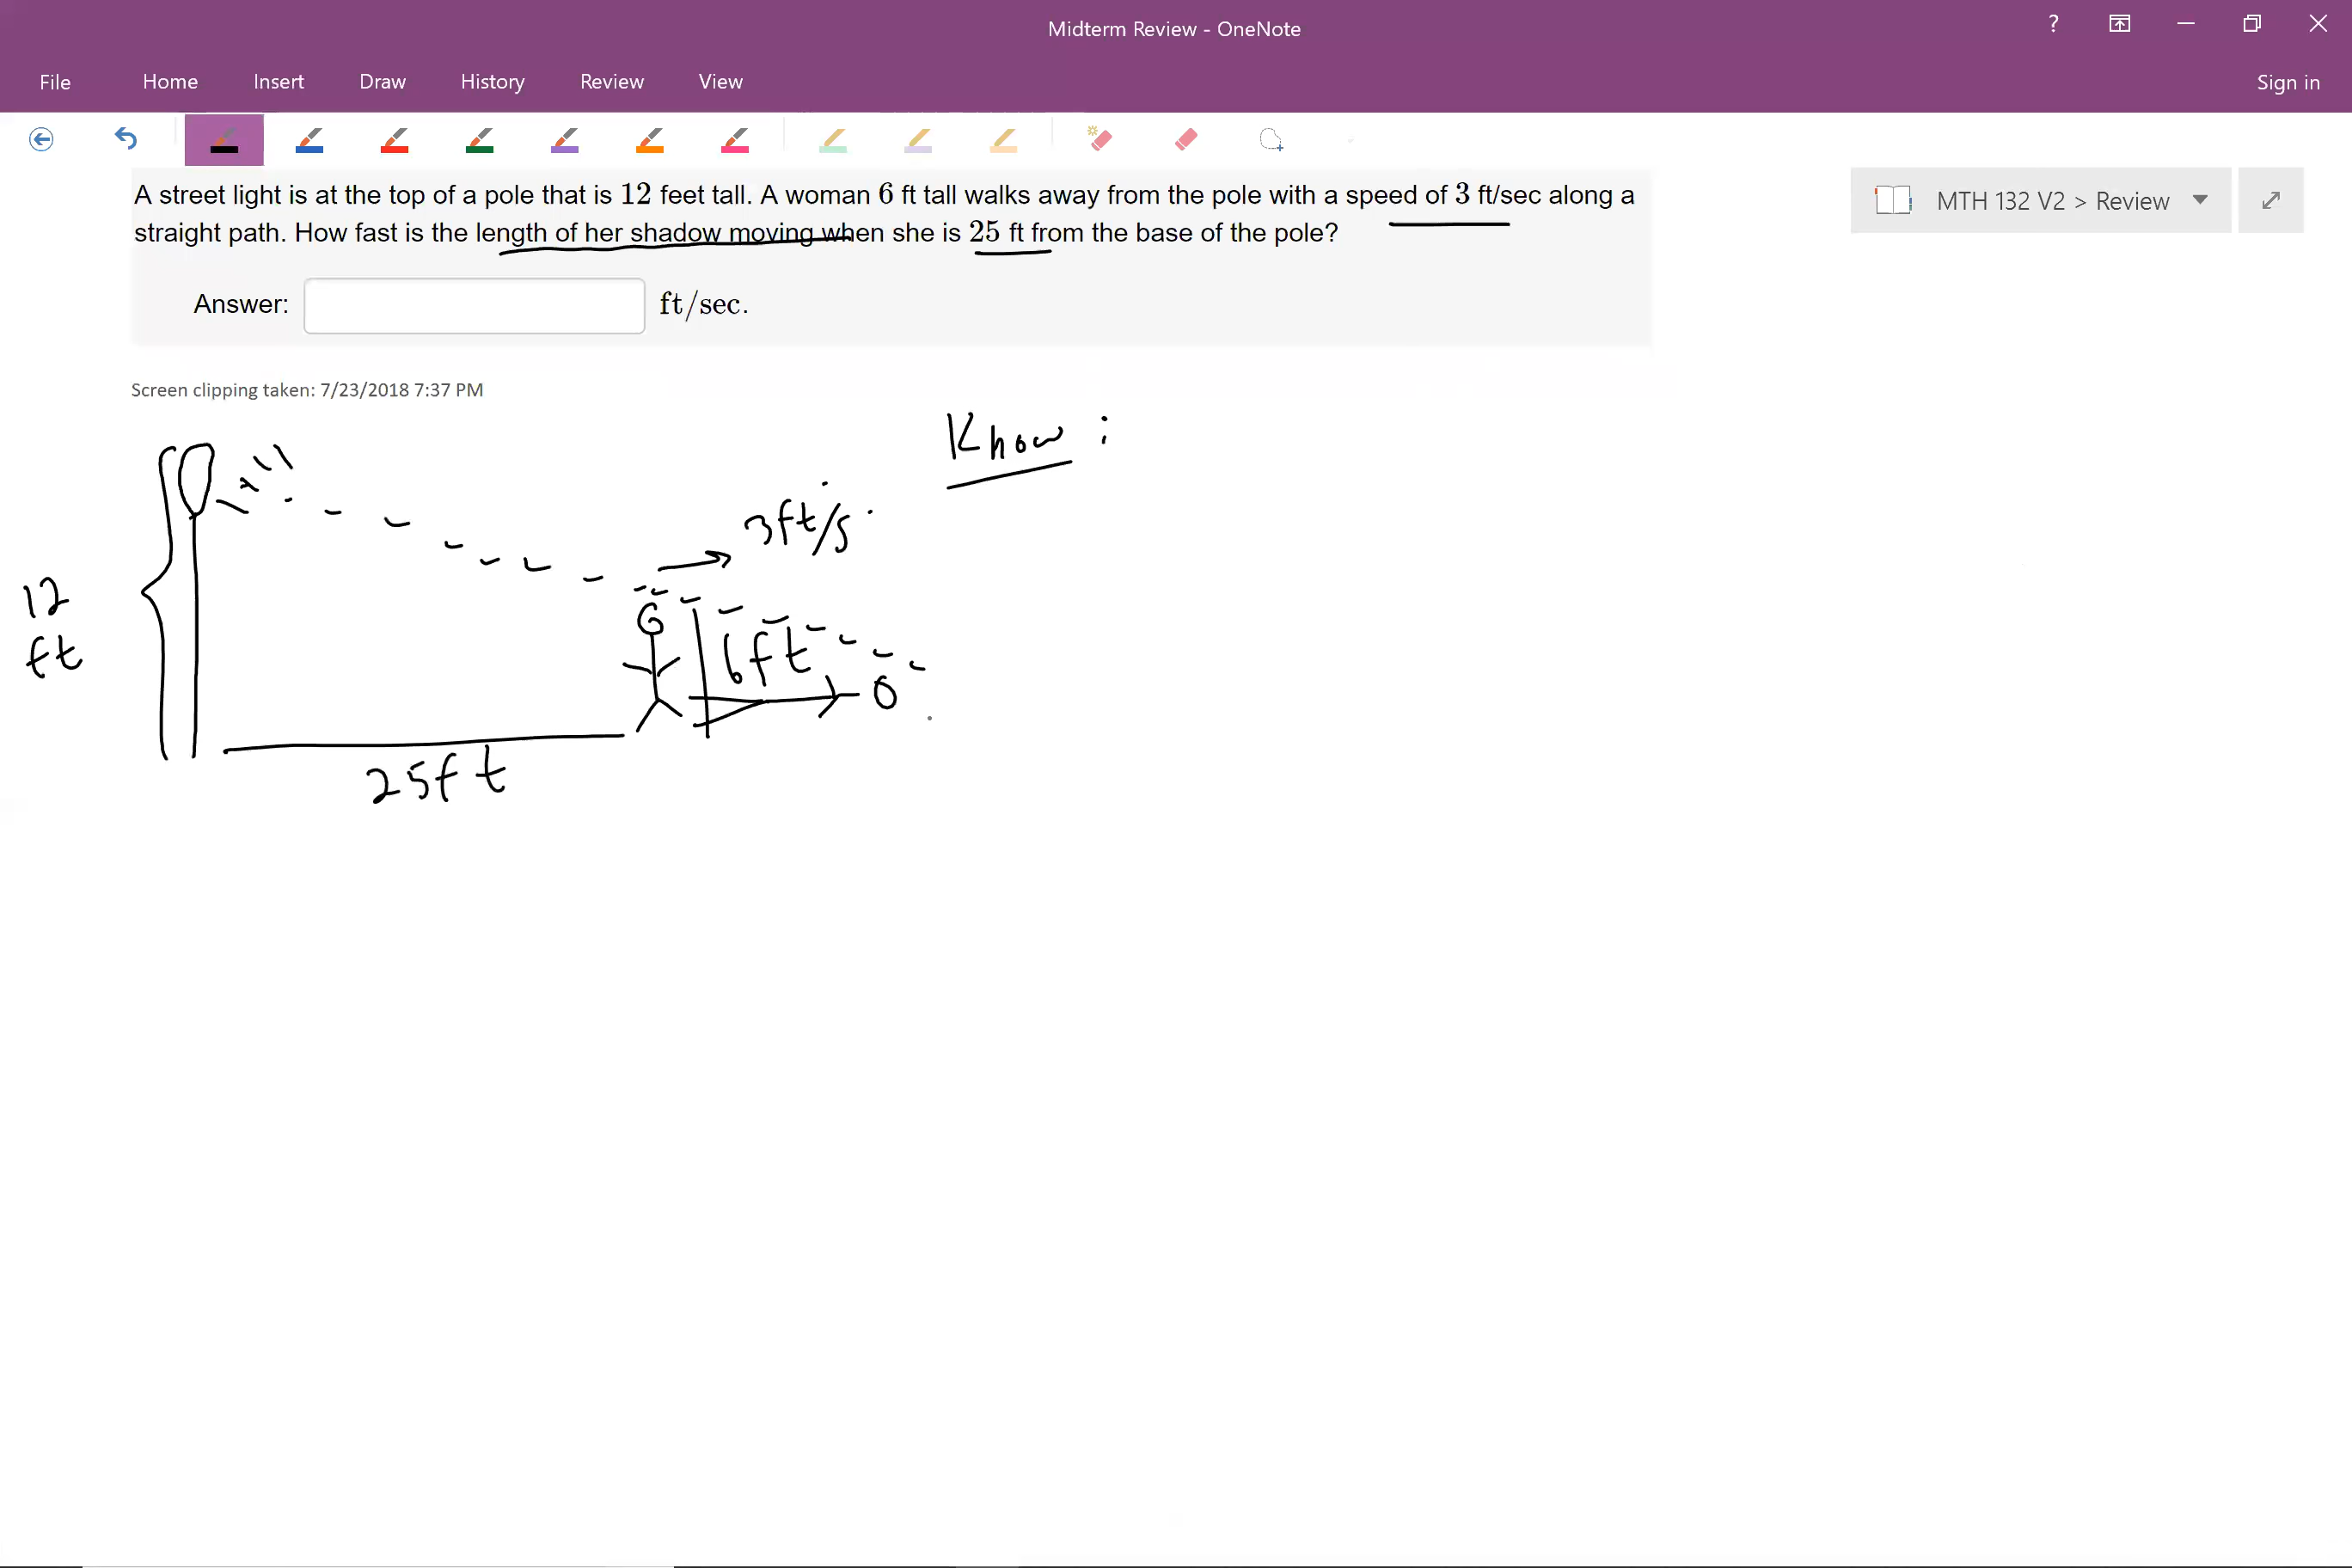 Midterm Review - OneNote
?
File Home Insert Draw History Review View
Sign in
A street light is at the top of a pole that is 12 feet tall. A woman 6 ft tall walks away from the pole with a speed of 3 ft/sec along a
straight path. How fast is the length of her shadow moving when she is 25 ft from the base of the pole?
MTH 132 V2 > Review
Answer:
ft/sec.
Screen clipping taken: 7/23/2018 7:37 PM
Know :
3ft/s
12
ft
6ft
25ft